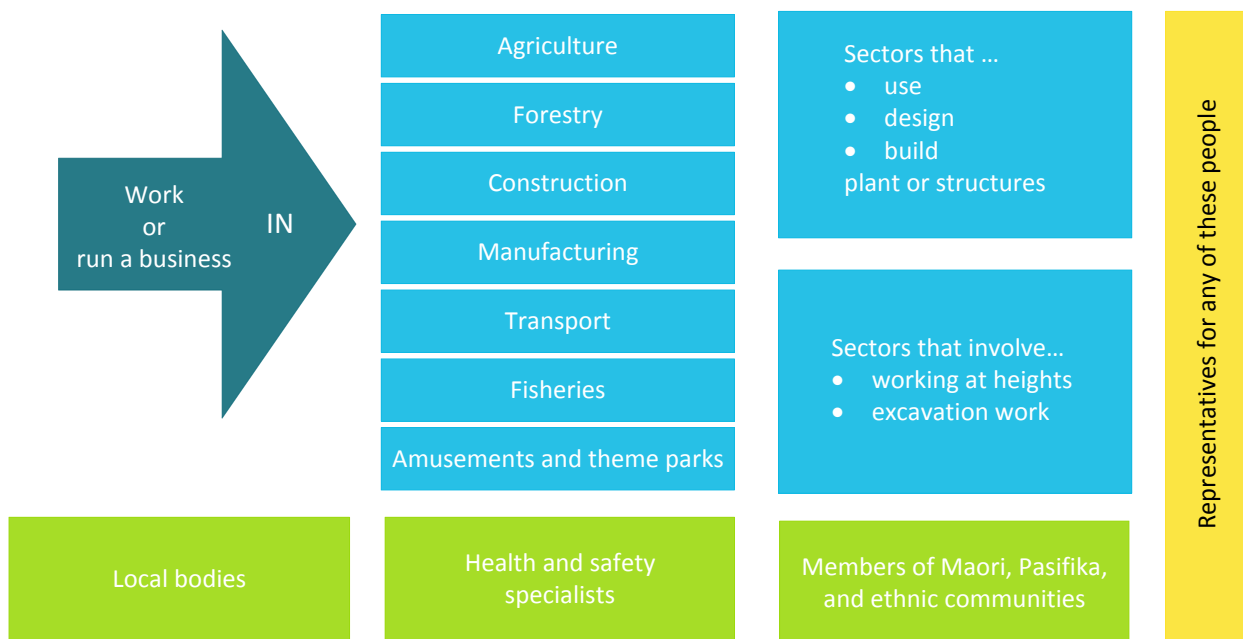 Work
or
run a business
IN
Agriculture
Forestry
Construction
Manufacturing
Transport
Fisheries
Amusements and theme parks
Sectors that …
• use
• design
• build
plant or structures
Sectors that involve…
• working at heights
• excavation work
Representatives for any of these people
Local bodies
Health and safety
specialists
Members of Maori, Pasifika,
and ethnic communities